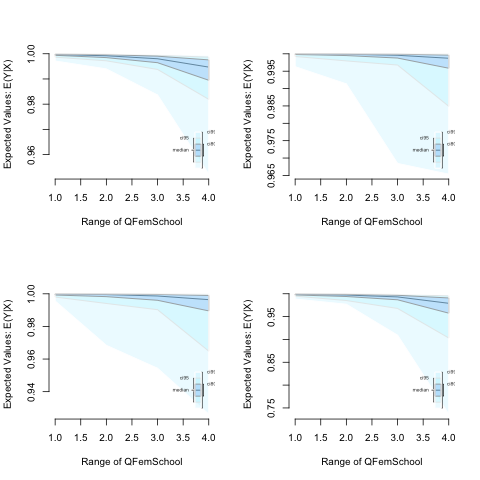 Expected Values: E(Y|X)
1.00
0.98
0.96
ci95
median
1.0 1.5 2.0 2.5 3.0 3.5 4.0
Range of QFemSchool
Expected Values: E(Y|X)
0.995
0.985
0.975
0.965
ci95
median
1.0 1.5 2.0 2.5 3.0 3.5 4.0
Range of QFemSchool
Expected Values: E(Y|X)
1.00
0.98
0.96
0.94
ci95
median
1.0 1.5 2.0 2.5 3.0 3.5 4.0
Range of QFemSchool
Expected Values: E(Y|X)
0.95
0.85
0.75
ci95
median
1.0 1.5 2.0 2.5 3.0 3.5 4.0
Range of QFemSchool